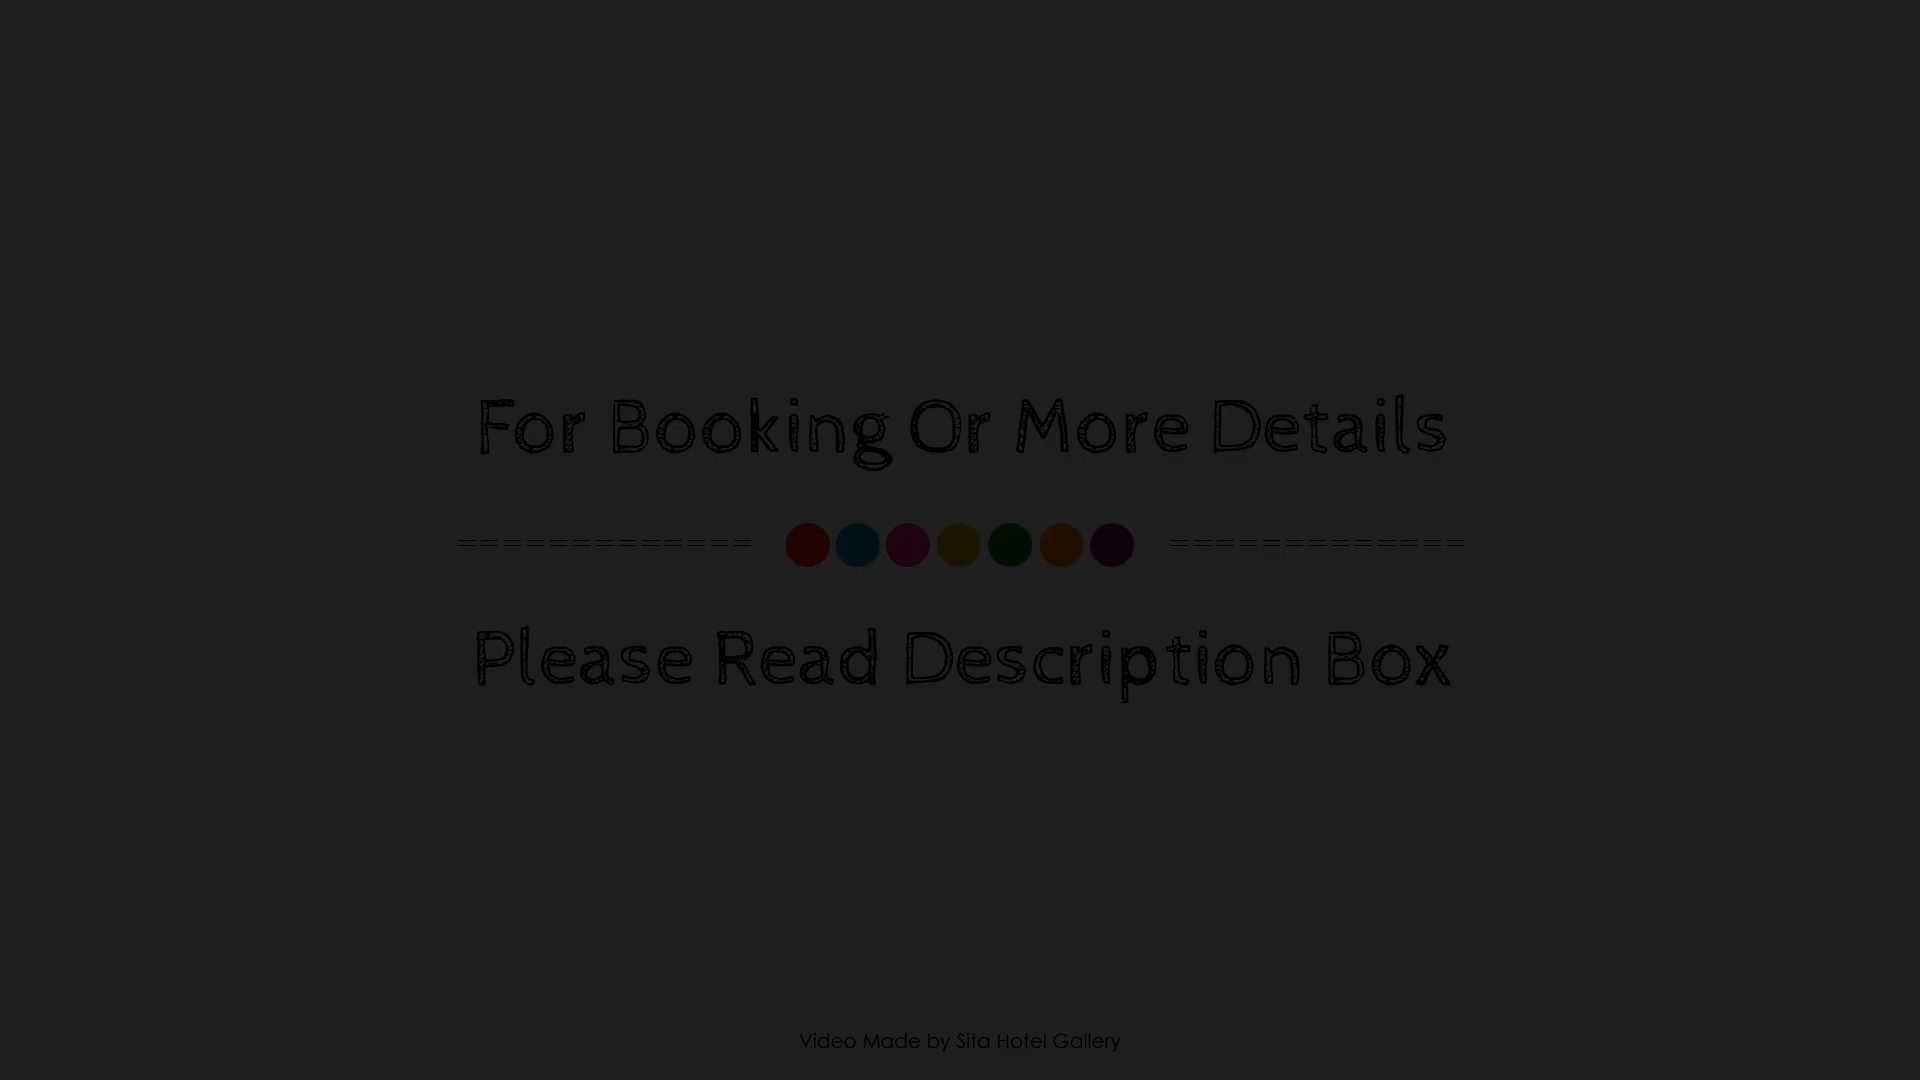 For Booking Or More Details
============= =============
Please Read Description Box
Video Made by Sita Hotel Gallery